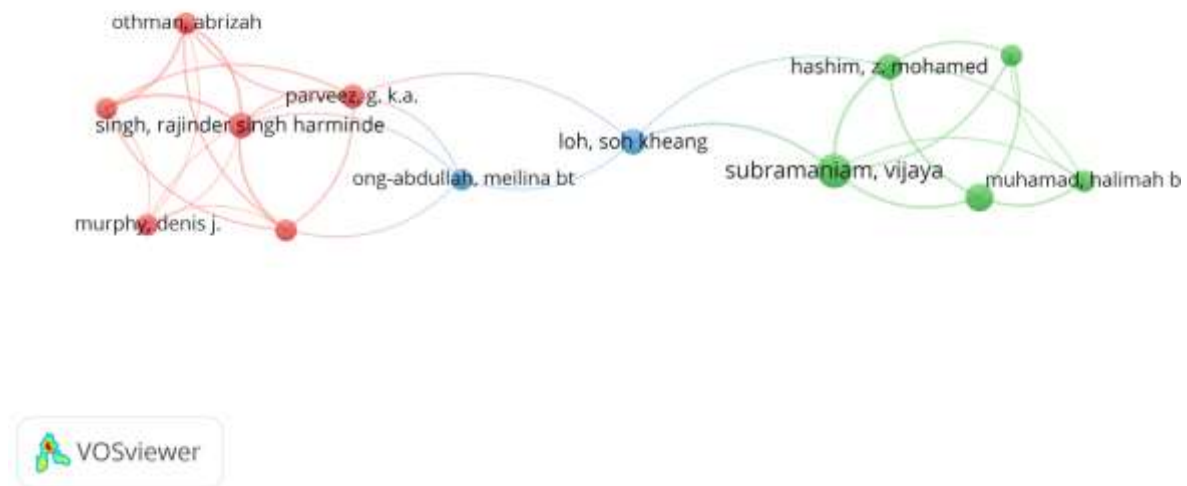 othman, abrizah
hashim, z. mohamed
parveez, g. k.a.
singh, rajinder singh harminde
loh, soh kheang
subramaniam, vijaya
ong-abdullah, meilina bt
muhamad, halimah b
murphy, denis j.
VOSviewer